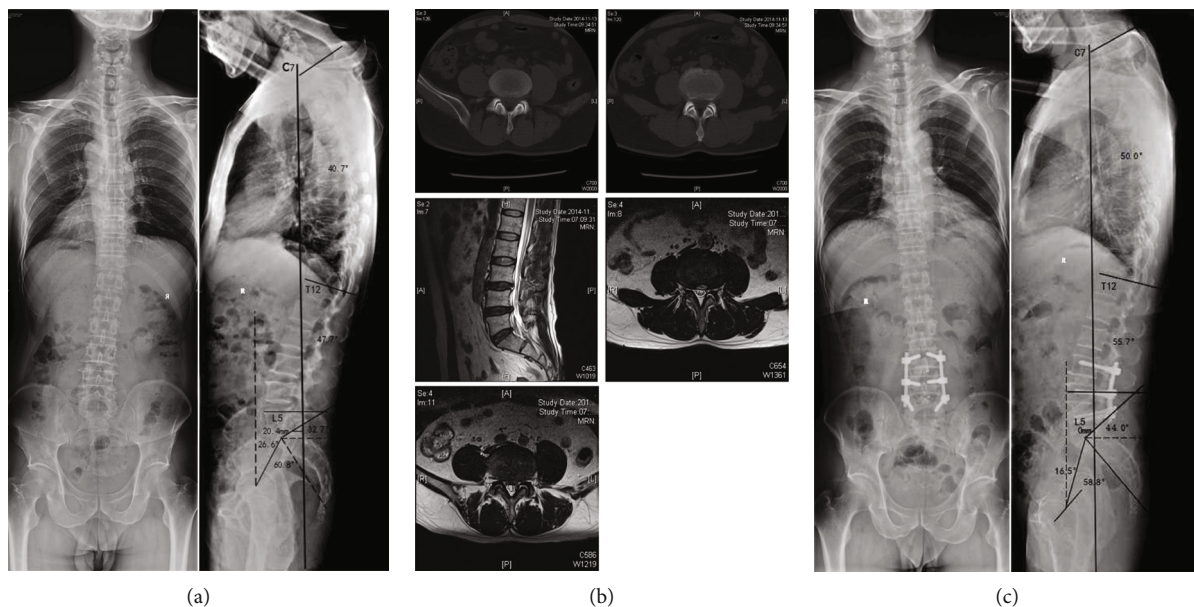 C7
40.7°
T12
47.7°
L5
32.7°
26.6°
60.8°
Se:3
Im:126
[A]
Study Date:2014-11-13
Study Time:09:34:51
MRN:
[L]
[P]
C700
W2000
Se:3
Im:120
[A]
Study Date:2014-11-13
Study Time:09:34:51
MRN:
[P]
C700
W2000
Se:2
Im:7
[H]
Study Date:2014-11...
Study Time:07:09:31
MRN:
[A]
[P]
C463
W1019
Se:4
Im:8
[A]
Study Date:201...
Study Time:07:...
MRN:
[P]
C654
W1361
Se:4
Im:11
[A]
Study Date:201...
Study Time:07:...
MRN:
[R]
[L]
[P]
C586
W1219
C7
50.0°
T12
55.7°
L5
44.0°
16.5°
58.8°
(a)
(b)
(c)